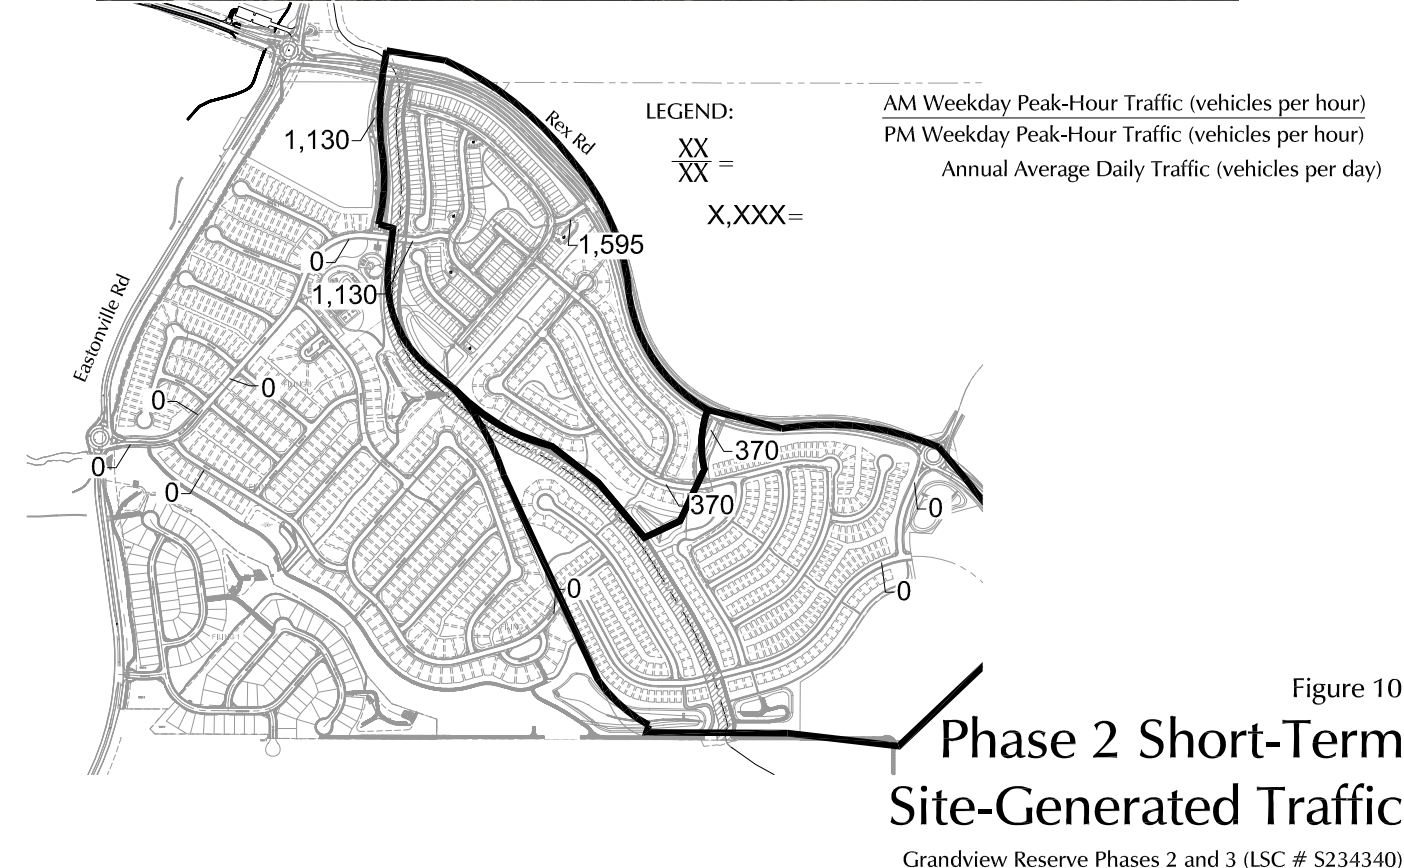 1,130
Rex Rd
LEGEND:
XX
XX
=
X,XXX=
AM Weekday Peak-Hour Traffic (vehicles per hour)
PM Weekday Peak-Hour Traffic (vehicles per hour)
Annual Average Daily Traffic (vehicles per day)
1,595
0
1,130
Eastonville Rd
0
0
0
0
370
370
0
0
0
FILING 1
Figure 10
Phase 2 Short-Term
Site-Generated Traffic
Grandview Reserve Phases 2 and 3 (LSC # S234340)